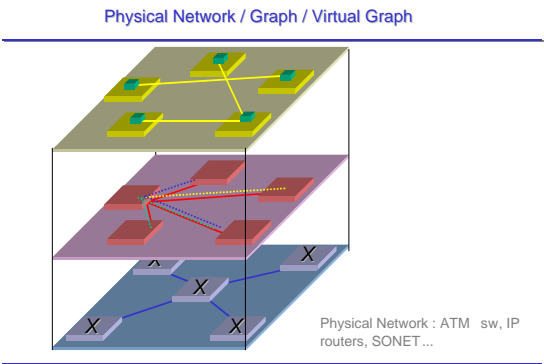 Physical Network / Graph / Virtual Graph
X
X
X
X
X
Physical Network : ATM sw, IP
routers, SONET...